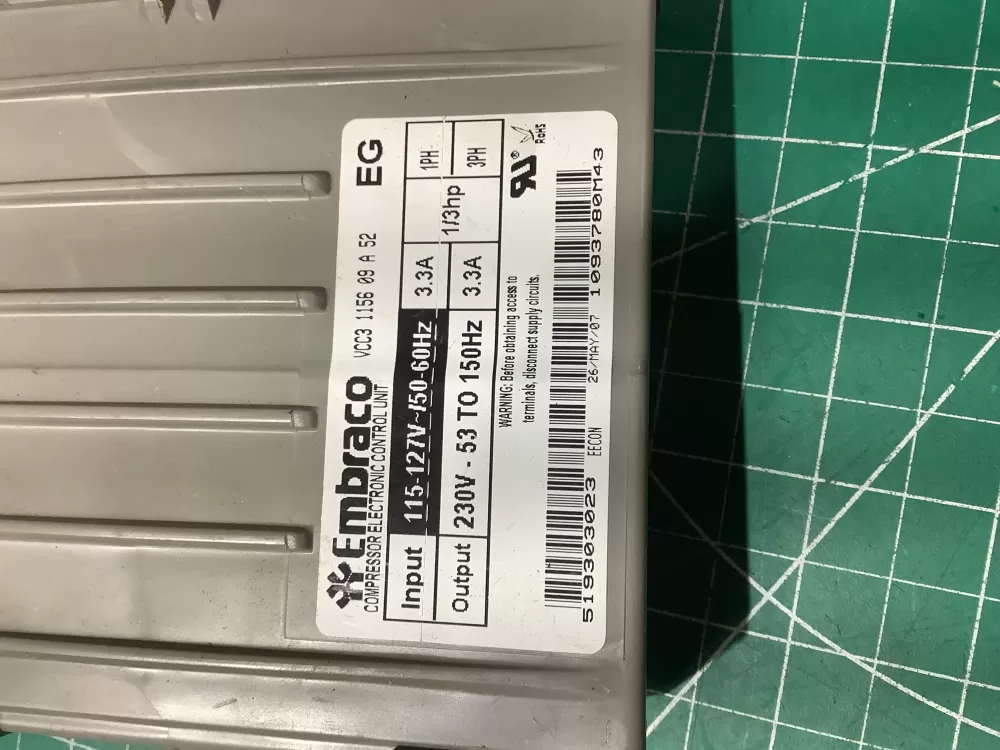 Embraco VCC3 1156 09 A 52 EG
COMPRESSOR ELECTRONIC CONTROL UNIT
Input 115-127V~/50-60Hz 3.3A 1/3hp 1PH
Output 230V - 53 TO 150Hz 3.3A 3PH
WARNING: Before obtaining access to
terminals, disconnect supply circuits.
RU® RoHS
519303023 EECON 26/MAY/07 1093780M43